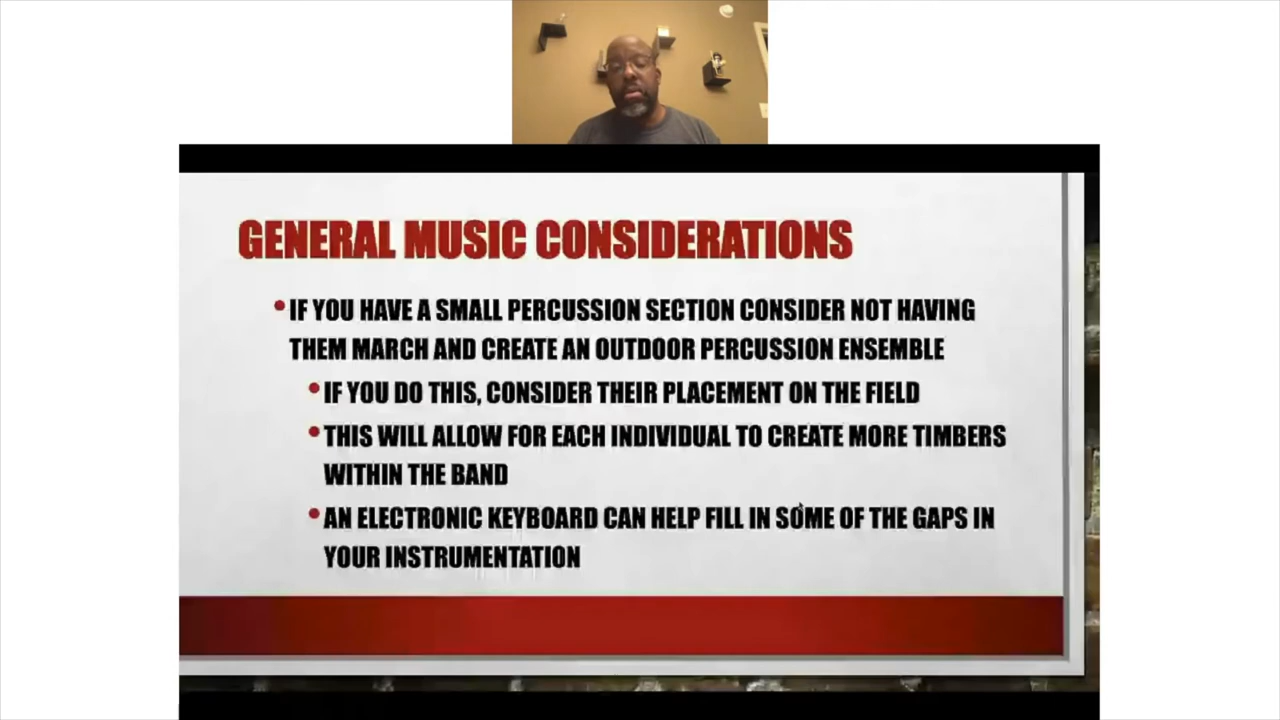 GENERAL MUSIC CONSIDERATIONS
•IF YOU HAVE A SMALL PERCUSSION SECTION CONSIDER NOT HAVING
THEM MARCH AND CREATE AN OUTDOOR PERCUSSION ENSEMBLE
•IF YOU DO THIS, CONSIDER THEIR PLACEMENT ON THE FIELD
•THIS WILL ALLOW FOR EACH INDIVIDUAL TO CREATE MORE TIMBERS
WITHIN THE BAND
•AN ELECTRONIC KEYBOARD CAN HELP FILL IN SOME OF THE GAPS IN
YOUR INSTRUMENTATION